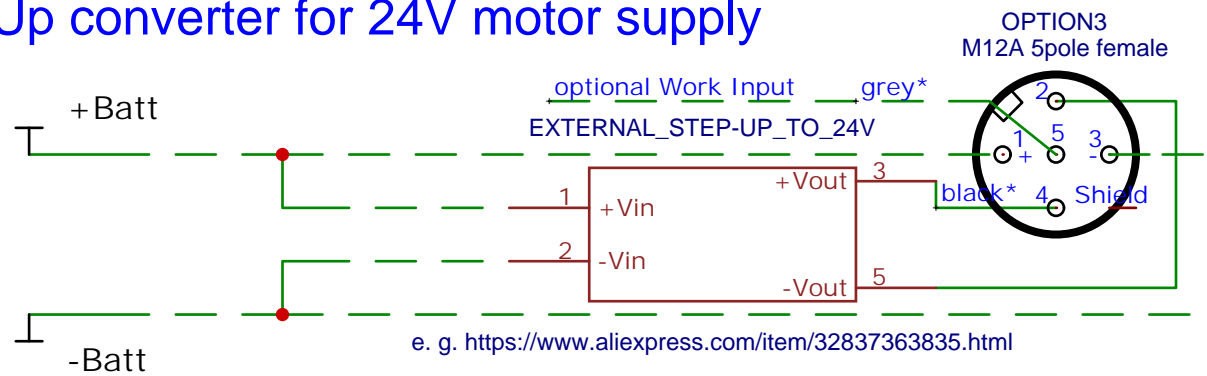 Up converter for 24V motor supply
OPTION3
M12A 5pole female
+Batt
optional Work Input
grey*
2
EXTERNAL_STEP-UP_TO_24V
1
5
3
+
-
+Vout
3
1
+Vin
black*
4
Shield
2
-Vin
-Vout
5
e. g. https://www.aliexpress.com/item/32837363835.html
-Batt